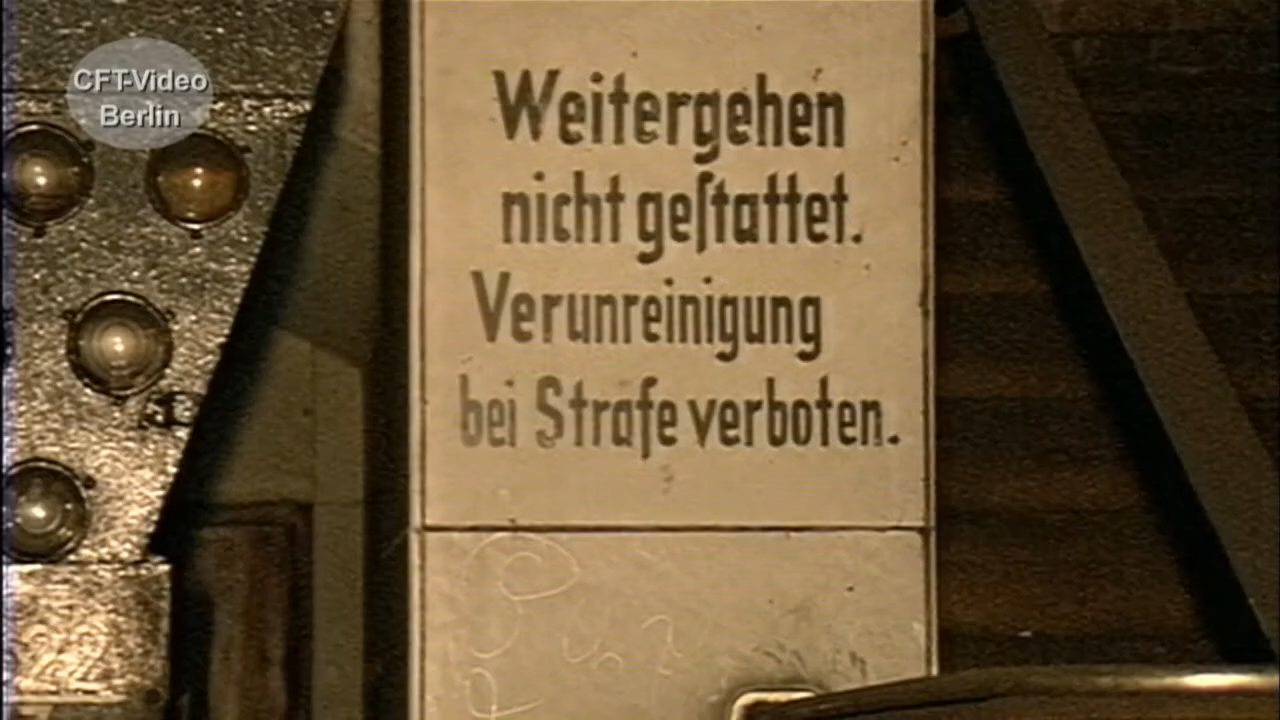 CFT-Video
Berlin
Weitergehen
nicht geſtattet.
Verunreinigung
bei Strafe verboten.